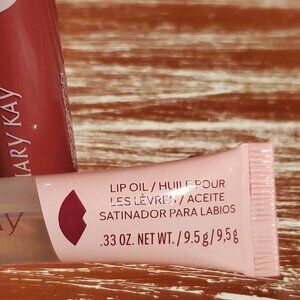 MARY KAY
LIP OIL / HUILE POUR
LES LÈVRES / ACEITE
SATINADOR PARA LABIOS
.33 OZ. NET WT. / 9.5 g / 9,5 g